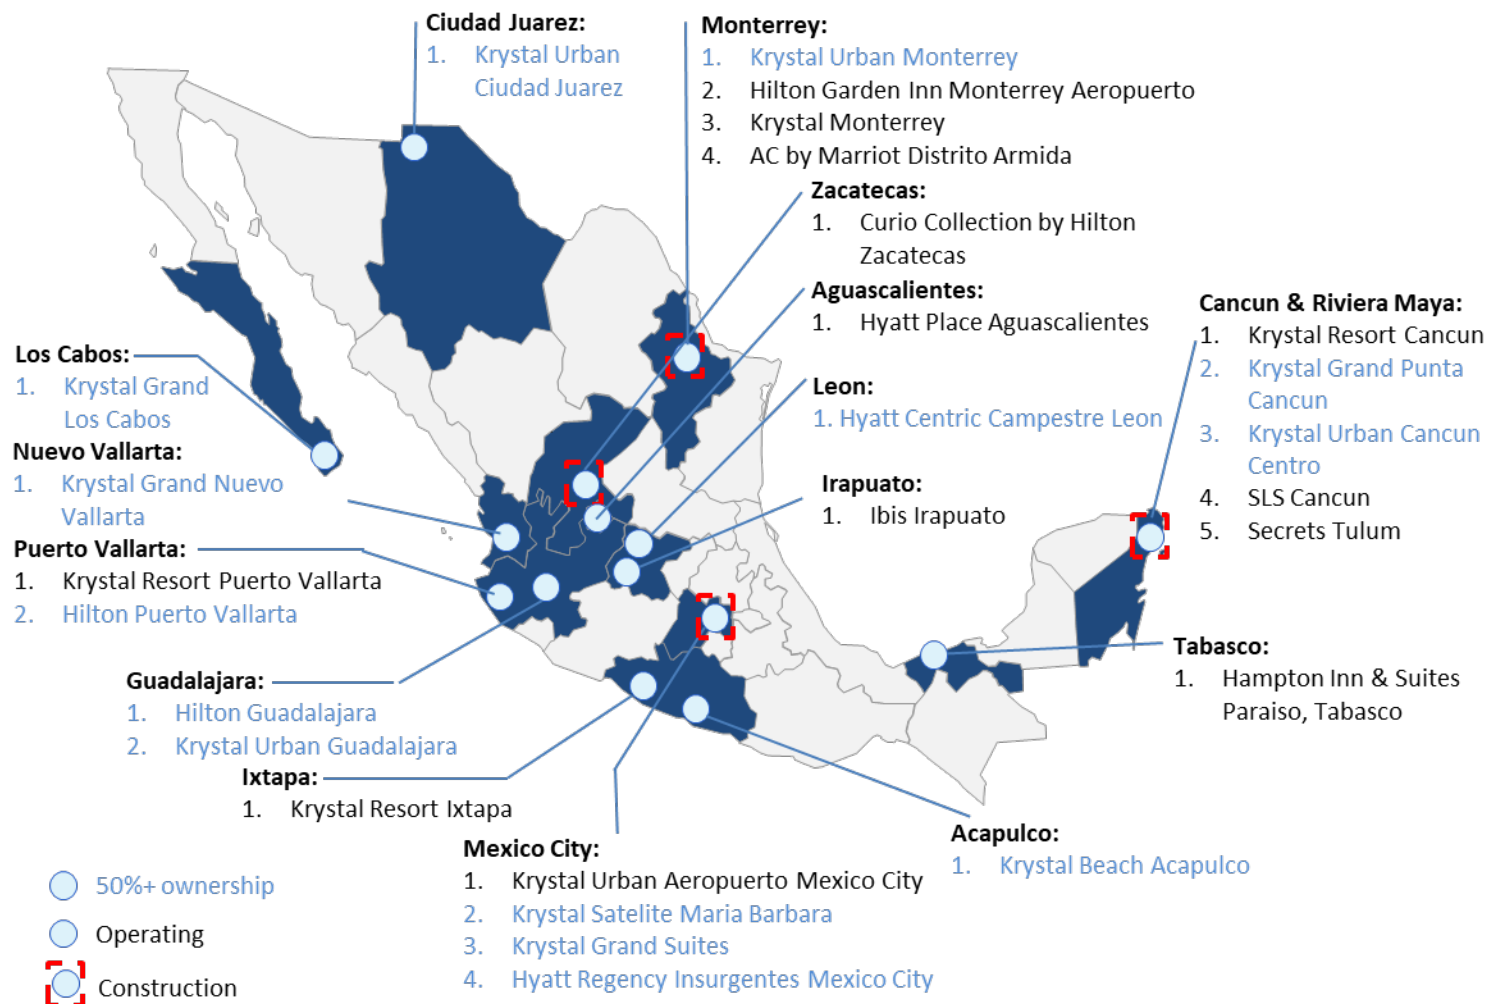 Ciudad Juarez:
1. Krystal Urban
Ciudad Juarez
Monterrey:
1. Krystal Urban Monterrey
2. Hilton Garden Inn Monterrey Aeropuerto
3. Krystal Monterrey
4. AC by Marriot Distrito Armida
Zacatecas:
1. Curio Collection by Hilton
Zacatecas
Aguascalientes:
1. Hyatt Place Aguascalientes
Leon:
1. Hyatt Centric Campestre Leon
Irapuato:
1. Ibis Irapuato
Cancun & Riviera Maya:
1. Krystal Resort Cancun
2. Krystal Grand Punta
Cancun
3. Krystal Urban Cancun
Centro
4. SLS Cancun
5. Secrets Tulum
Los Cabos:
1. Krystal Grand
Los Cabos
Nuevo Vallarta:
1. Krystal Grand Nuevo
Vallarta
Puerto Vallarta:
1. Krystal Resort Puerto Vallarta
2. Hilton Puerto Vallarta
Guadalajara:
1. Hilton Guadalajara
2. Krystal Urban Guadalajara
Ixtapa:
1. Krystal Resort Ixtapa
Tabasco:
1. Hampton Inn & Suites
Paraiso, Tabasco
Mexico City:
1. Krystal Urban Aeropuerto Mexico City
2. Krystal Satelite Maria Barbara
3. Krystal Grand Suites
4. Hyatt Regency Insurgentes Mexico City
Acapulco:
1. Krystal Beach Acapulco
50%+ ownership
Operating
Construction